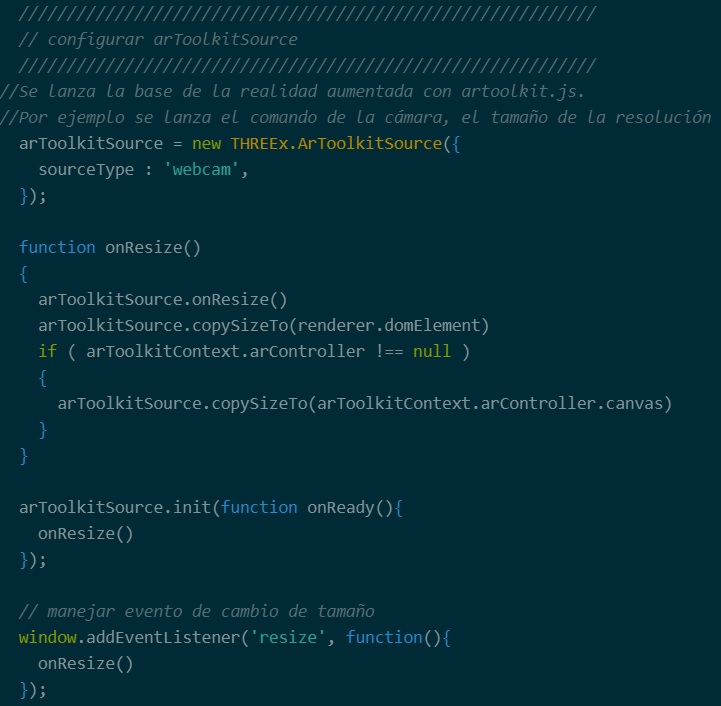 ////////////////////////////////////////////////////////////
// configurar arToolkitSource
////////////////////////////////////////////////////////////
//Se lanza la base de la realidad aumentada con artoolkit.js.
//Por ejemplo se lanza el comando de la cámara, el tamaño de la resolución
arToolkitSource = new THREEx.ArToolkitSource({
sourceType : 'webcam',
});
function onResize()
{
arToolkitSource.onResize()
arToolkitSource.copySizeTo(renderer.domElement)
if ( arToolkitContext.arController !== null )
{
arToolkitSource.copySizeTo(arToolkitContext.arController.canvas)
}
}
arToolkitSource.init(function onReady(){
onResize()
});
// manejar evento de cambio de tamaño
window.addEventListener('resize', function(){
onResize()
});